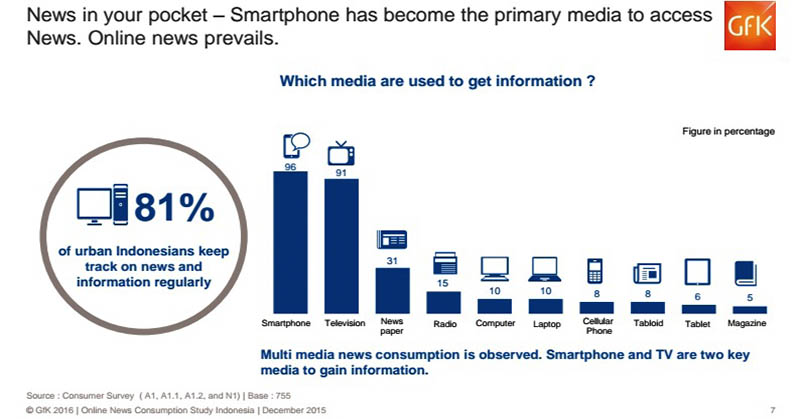 News in your pocket – Smartphone has become the primary media to access
News. Online news prevails.
GfK
Which media are used to get information ?
Figure in percentage
81%
of urban Indonesians keep
track on news and
information regularly
96
91
31
15
10
10
8
8
6
5
Smartphone
Television
News
paper
Radio
Computer
Laptop
Cellular
Phone
Tabloid
Tablet
Magazine
Multi media news consumption is observed. Smartphone and TV are two key
media to gain information.
Source : Consumer Survey ( A1, A1.1, A1.2, and N1) | Base : 755
© GfK 2016 | Online News Consumption Study Indonesia | December 2015
7